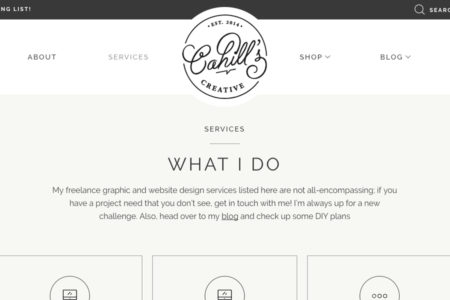 NG LIST!
SEARC
ABOUT
SERVICES
• EST. 2014 •
Cahill's
CREATIVE
SHOP
BLOG
SERVICES
WHAT I DO
My freelance graphic and website design services listed here are not all-encompassing; if you
have a project need that you don't see, get in touch with me! I'm always up for a new
challenge. Also, head over to my blog and check up some DIY plans